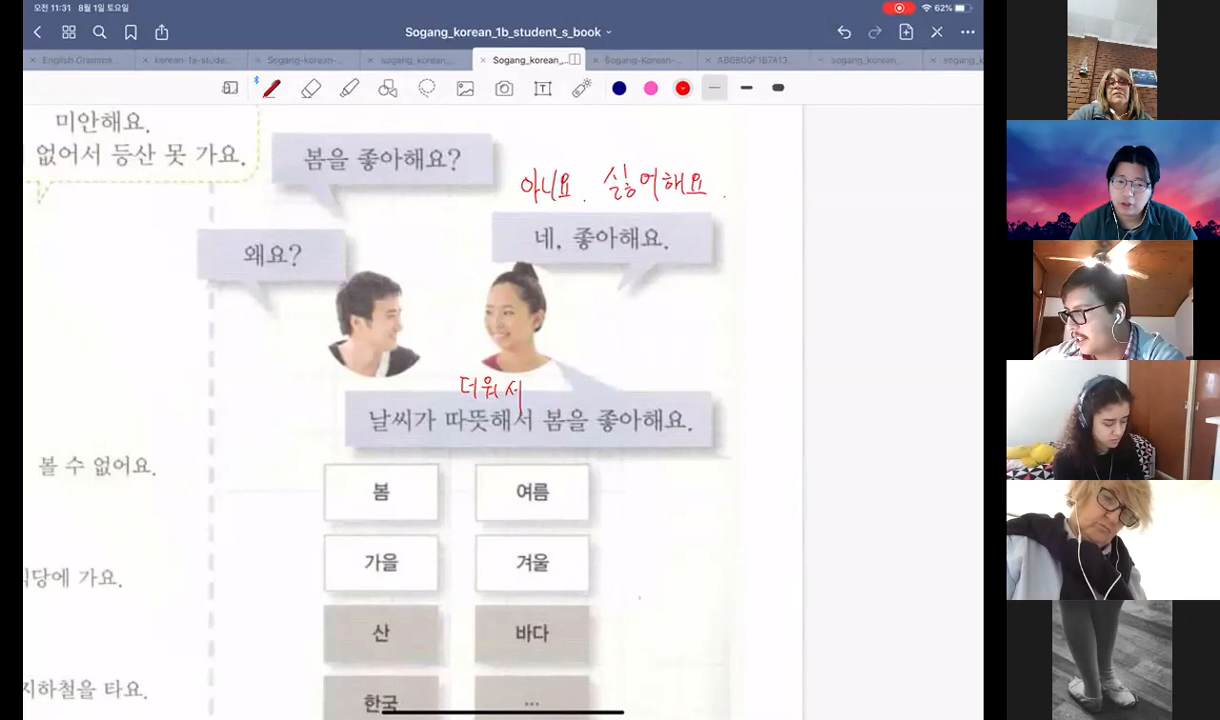 오전 11:31 8월 1일 토요일
62%
Sogang_korean_1b_student_s_book
English Gramma...
korean-1a-stude...
Sogang-korean-...
sogang_korean_...
Sogang_korean_...
Sogang-Korean-...
sogang_korean_...
미안해요.
없어서 등산 못 가요.
봄을 좋아해요?
아니요. 싫어해요.
네, 좋아해요.
왜요?
더워서
날씨가 따뜻해서 봄을 좋아해요.
볼 수 없어요.
봄 여름
가을 겨울
당에 가요.
산 바다
지하철을 타요.
한국 ...